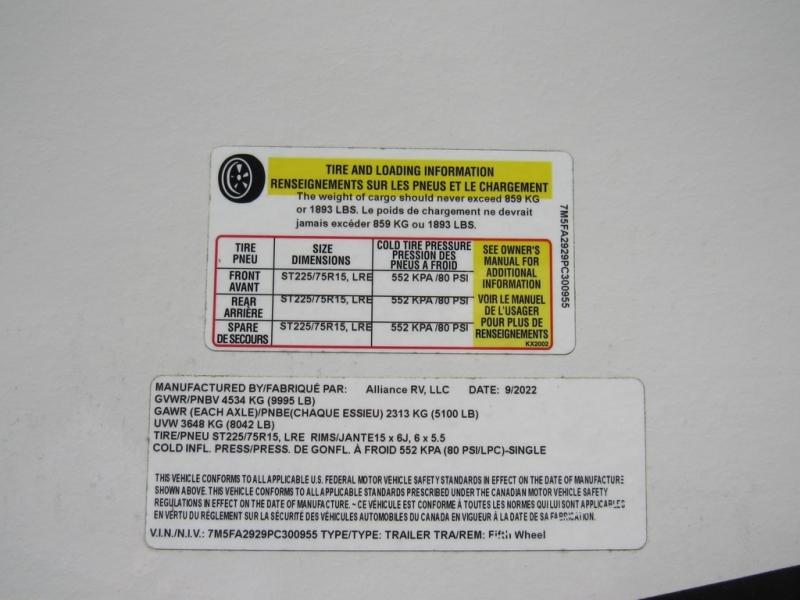 TIRE AND LOADING INFORMATION
RENSEIGNEMENTS SUR LES PNEUS ET LE CHARGEMENT
The weight of cargo should never exceed 859 KG
or 1893 LBS. Le poids de chargement ne devrait
jamais excéder 859 KG ou 1893 LBS.
TIRE PNEU
SIZE DIMENSIONS
COLD TIRE PRESSURE PRESSION DES PNEUS A FROID
FRONT AVANT
ST225/75R15, LRE
552 KPA /80 PSI
REAR ARRIÈRE
ST225/75R15, LRE
552 KPA /80 PSI
SPARE DE SECOURS
ST225/75R15, LRE
552 KPA /80 PSI
SEE OWNER'S
MANUAL FOR
ADDITIONAL
INFORMATION
VOIR LE MANUEL
DE L'USAGER
POUR PLUS DE
RENSEIGNEMENTS
KX2002
7M5FA2929PC300955
MANUFACTURED BY/FABRIQUÉ PAR: Alliance RV, LLC DATE: 9/2022
GVWR/PNBV 4534 KG (9995 LB)
GAWR (EACH AXLE)/PNBE(CHAQUE ESSIEU) 2313 KG (5100 LB)
UVW 3648 KG (8042 LB)
TIRE/PNEU ST225/75R15, LRE RIMS/JANTE15 x 6J, 6 x 5.5
COLD INFL. PRESS/PRESS. DE GONFL. À FROID 552 KPA (80 PSI/LPC)-SINGLE
THIS VEHICLE CONFORMS TO ALL APPLICABLE U.S. FEDERAL MOTOR VEHICLE SAFETY STANDARDS IN EFFECT ON THE DATE OF MANUFACTURE
SHOWN ABOVE. THIS VEHICLE CONFORMS TO ALL APPLICABLE STANDARDS PRESCRIBED UNDER THE CANADIAN MOTOR VEHICLE SAFETY
REGULATIONS IN EFFECT ON THE DATE OF MANUFACTURE. ~ CE VÉHICULE EST CONFORME À TOUTES LES NORMES QUI LUI SONT APPLICABLES
EN VÉRTU DU RÉGLEMENT SUR LA SÉCURITÉ DES VÉHICULES AUTOMOBILES DU CANADA EN VIGUEUR À LA DATE DE SA FABRICATION.
V.I.N./N.I.V.: 7M5FA2929PC300955 TYPE/TYPE: TRAILER TRA/REM: Fifth Wheel